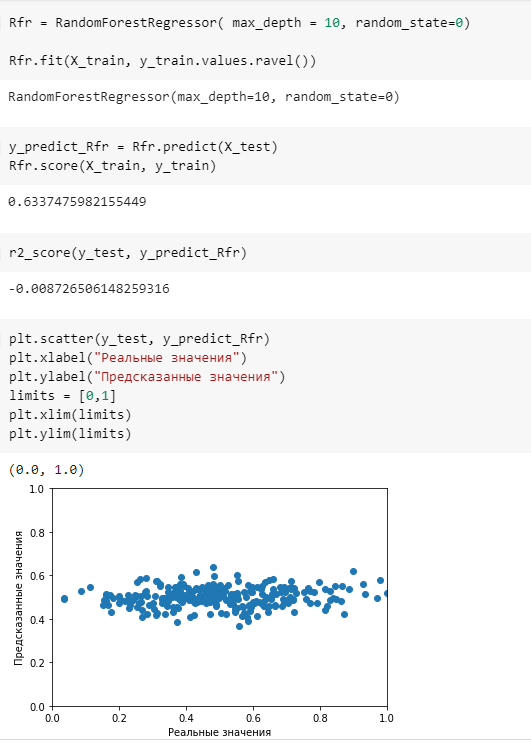 Rfr = RandomForestRegressor( max_depth = 10, random_state=0)
Rfr.fit(X_train, y_train.values.ravel())
RandomForestRegressor(max_depth=10, random_state=0)
y_predict_Rfr = Rfr.predict(X_test)
Rfr.score(X_train, y_train)
0.6337475982155449
r2_score(y_test, y_predict_Rfr)
-0.008726506148259316
plt.scatter(y_test, y_predict_Rfr)
plt.xlabel("Реальные значения")
plt.ylabel("Предсказанные значения")
limits = [0,1]
plt.xlim(limits)
plt.ylim(limits)
(0.0, 1.0)
1.0
0.8
0.6
0.4
0.2
0.0
Предсказанные значения
0.0 0.2 0.4 0.6 0.8 1.0
Реальные значения